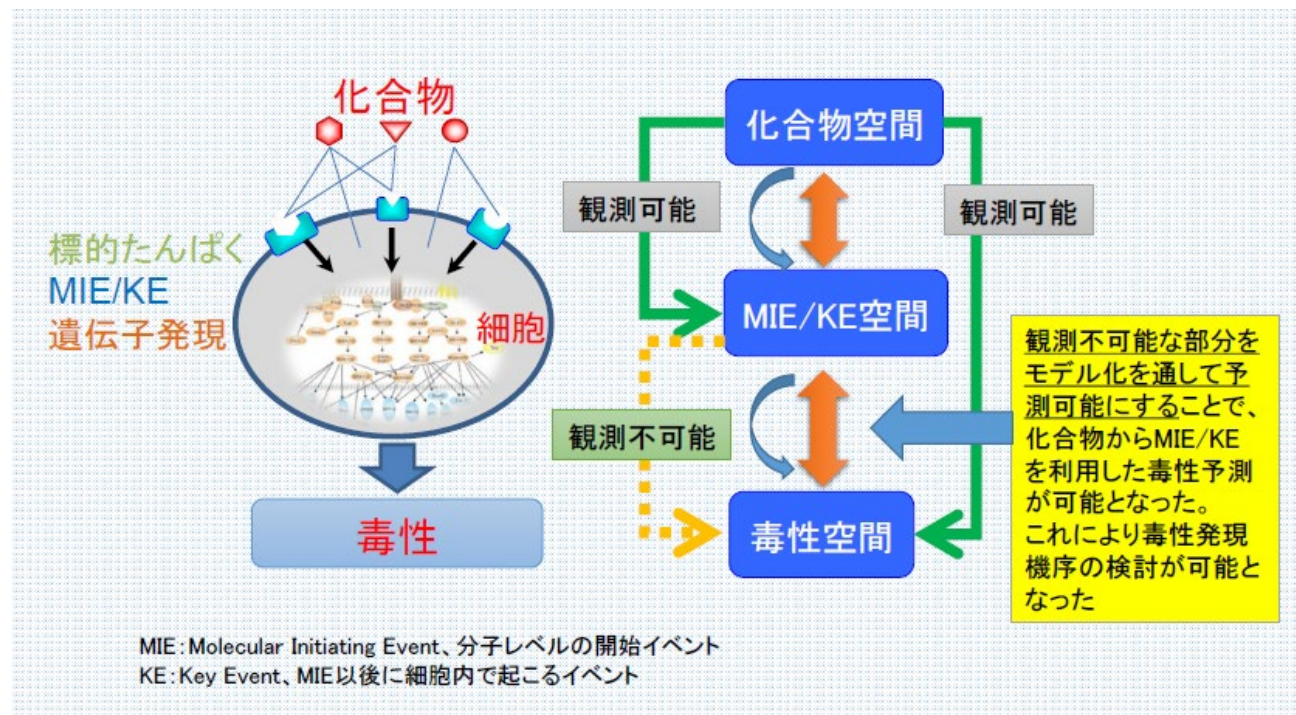 化合物
標的たんぱく
MIE/KE
遺伝子発現
細胞
毒性
化合物空間
観測可能
観測可能
MIE/KE空間
観測不可能
毒性空間
観測不可能な部分を
モデル化を通して予
測可能にすることで、
化合物からMIE/KE
を利用した毒性予測
が可能となった。
これにより毒性発現
機序の検討が可能と
なった
MIE：Molecular Initiating Event、分子レベルの開始イベント
KE：Key Event、MIE以後に細胞内で起こるイベント